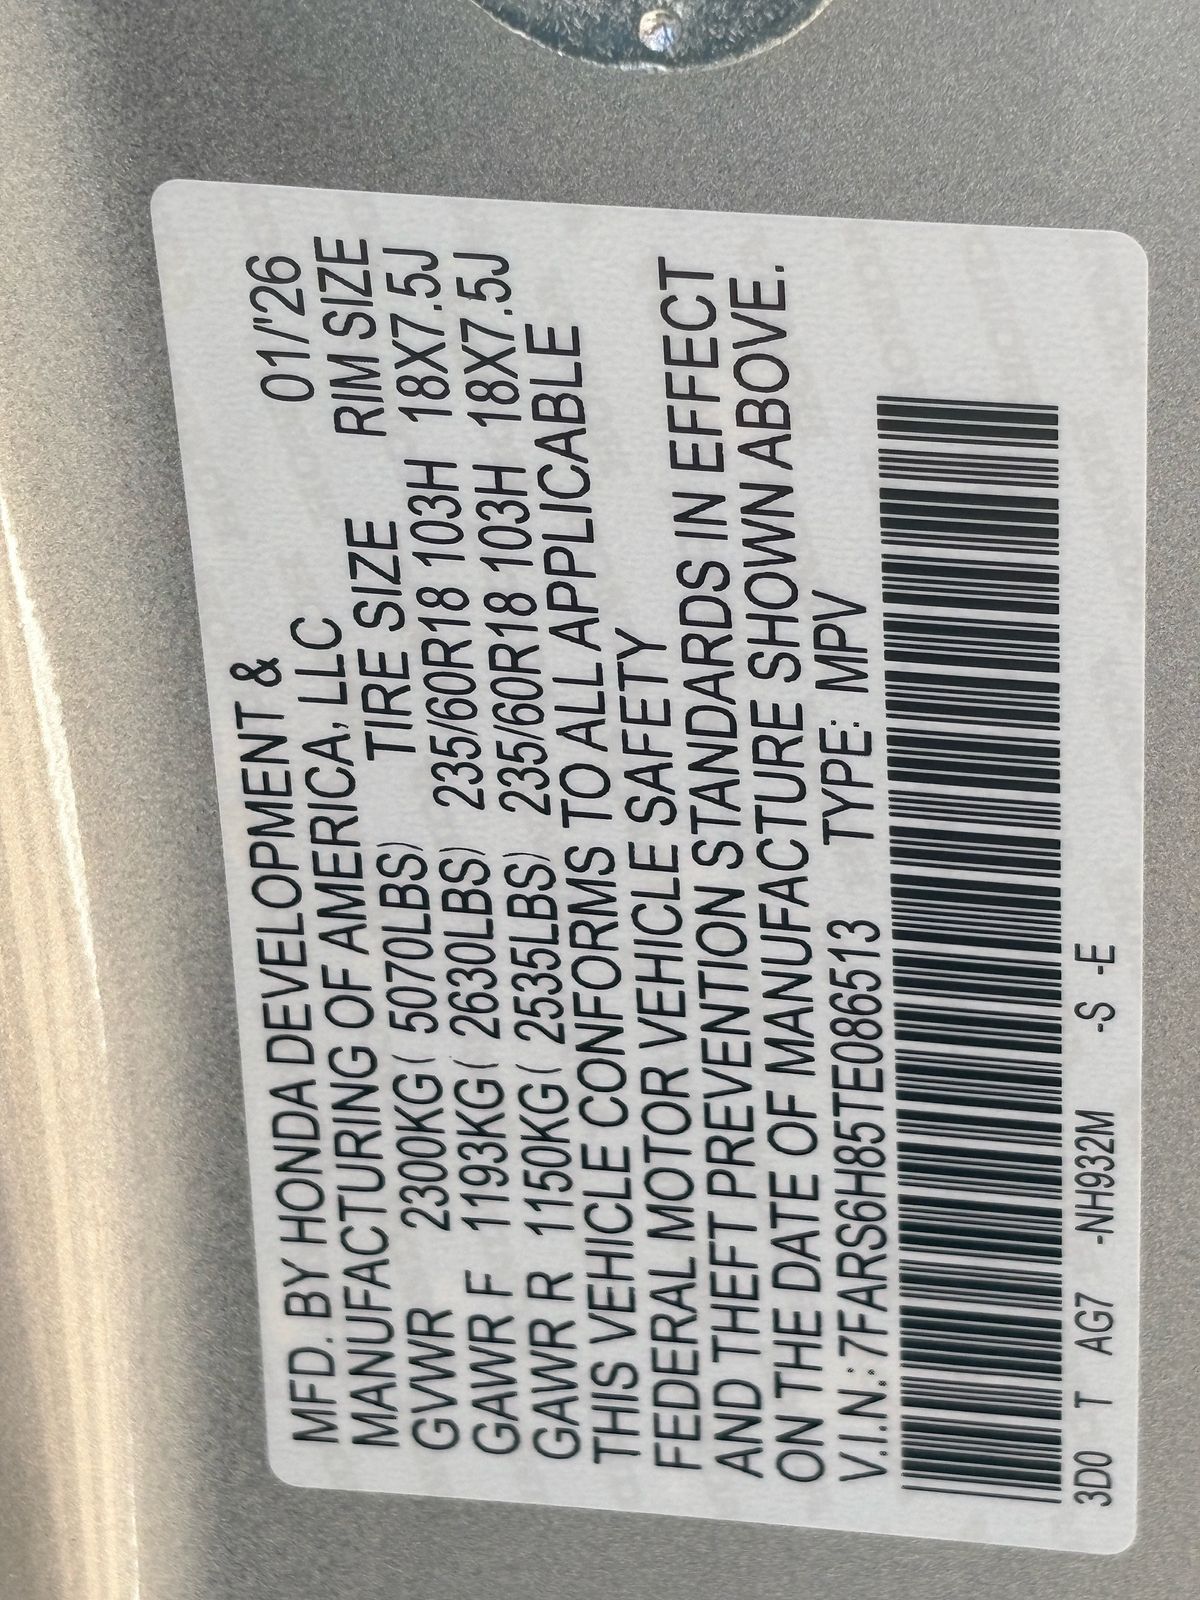 MFD. BY HONDA DEVELOPMENT &
MANUFACTURING OF AMERICA, LLC 01/'26
TIRE SIZE RIM SIZE
GVWR 2300KG( 5070LBS)
GAWR F 1193KG( 2630LBS) 235/60R18 103H 18X7.5J
GAWR R 1150KG( 2535LBS) 235/60R18 103H 18X7.5J
THIS VEHICLE CONFORMS TO ALL APPLICABLE
FEDERAL MOTOR VEHICLE SAFETY
AND THEFT PREVENTION STANDARDS IN EFFECT
ON THE DATE OF MANUFACTURE SHOWN ABOVE.
V.I.N.: 7FARS6H85TE086513 TYPE: MPV
3D0 T AG7 -NH932M -S -E